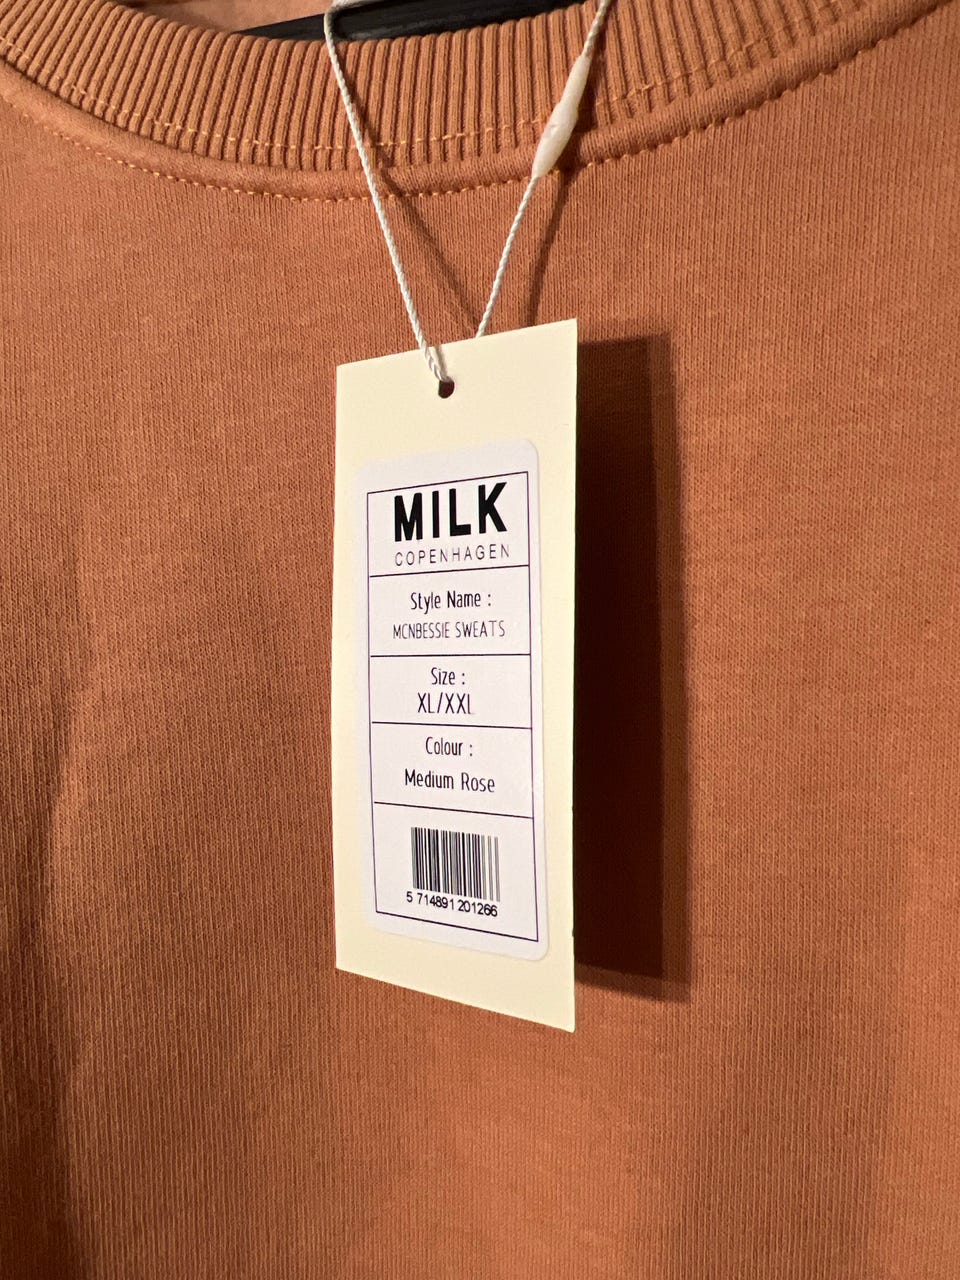 MILK
COPENHAGEN
Style Name :
MCNBESSIE SWEATS
Size :
XL/XXL
Colour :
Medium Rose
5 714891 201266